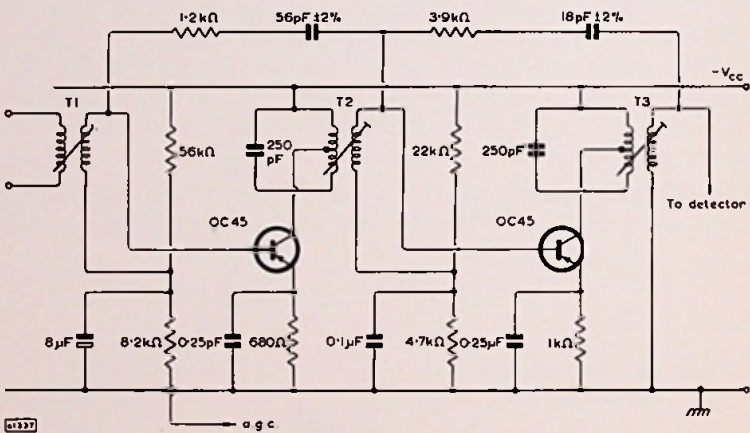 1·2kΩ
56pF ±2%
3·9kΩ
18pF ±2%
-Vcc
T1
T2
T3
56kΩ
250
pF
22kΩ
250pF
To detector
OC45
OC45
8μF
8·2kΩ
0·25pF
680Ω
0·1μF
4·7kΩ
0·25μF
1kΩ
a.g.c.